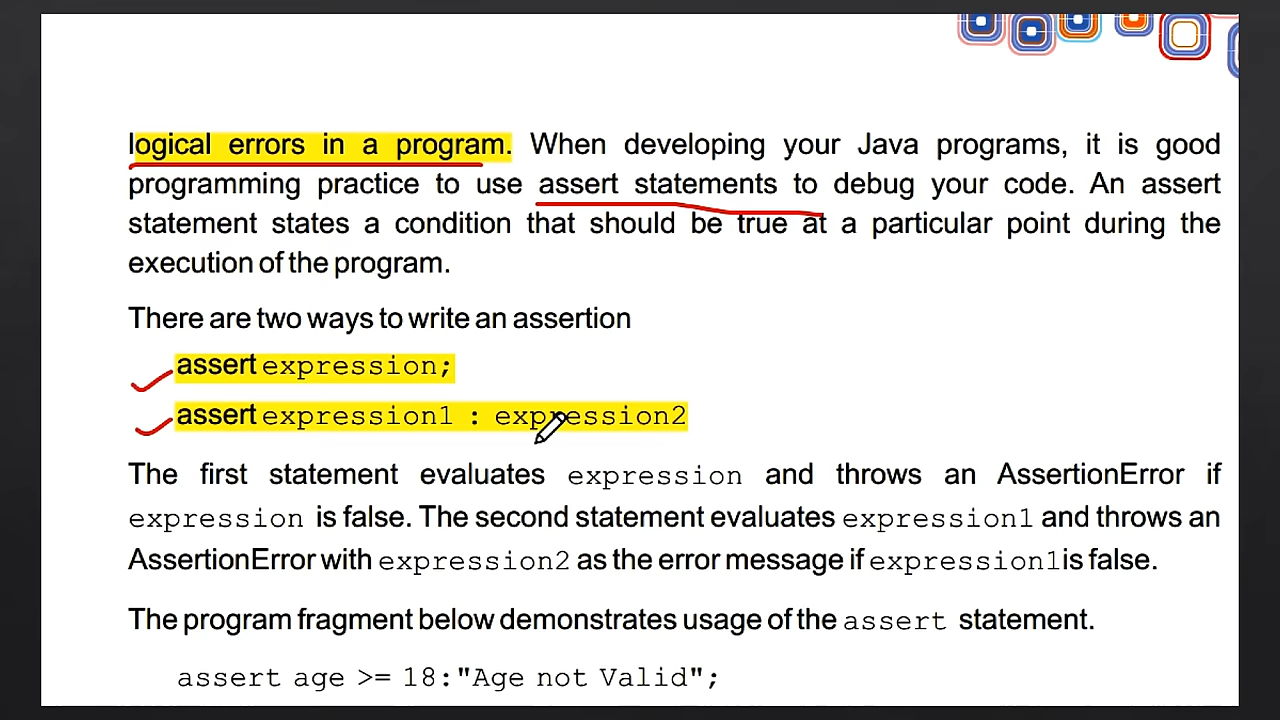 logical errors in a program. When developing your Java programs, it is good
programming practice to use assert statements to debug your code. An assert
statement states a condition that should be true at a particular point during the
execution of the program.
There are two ways to write an assertion
assert expression;
assert expression1 : expression2
The first statement evaluates expression and throws an AssertionError if
expression is false. The second statement evaluates expression1 and throws an
AssertionError with expression2 as the error message if expression1is false.
The program fragment below demonstrates usage of the assert statement.
assert age >= 18:"Age not Valid";